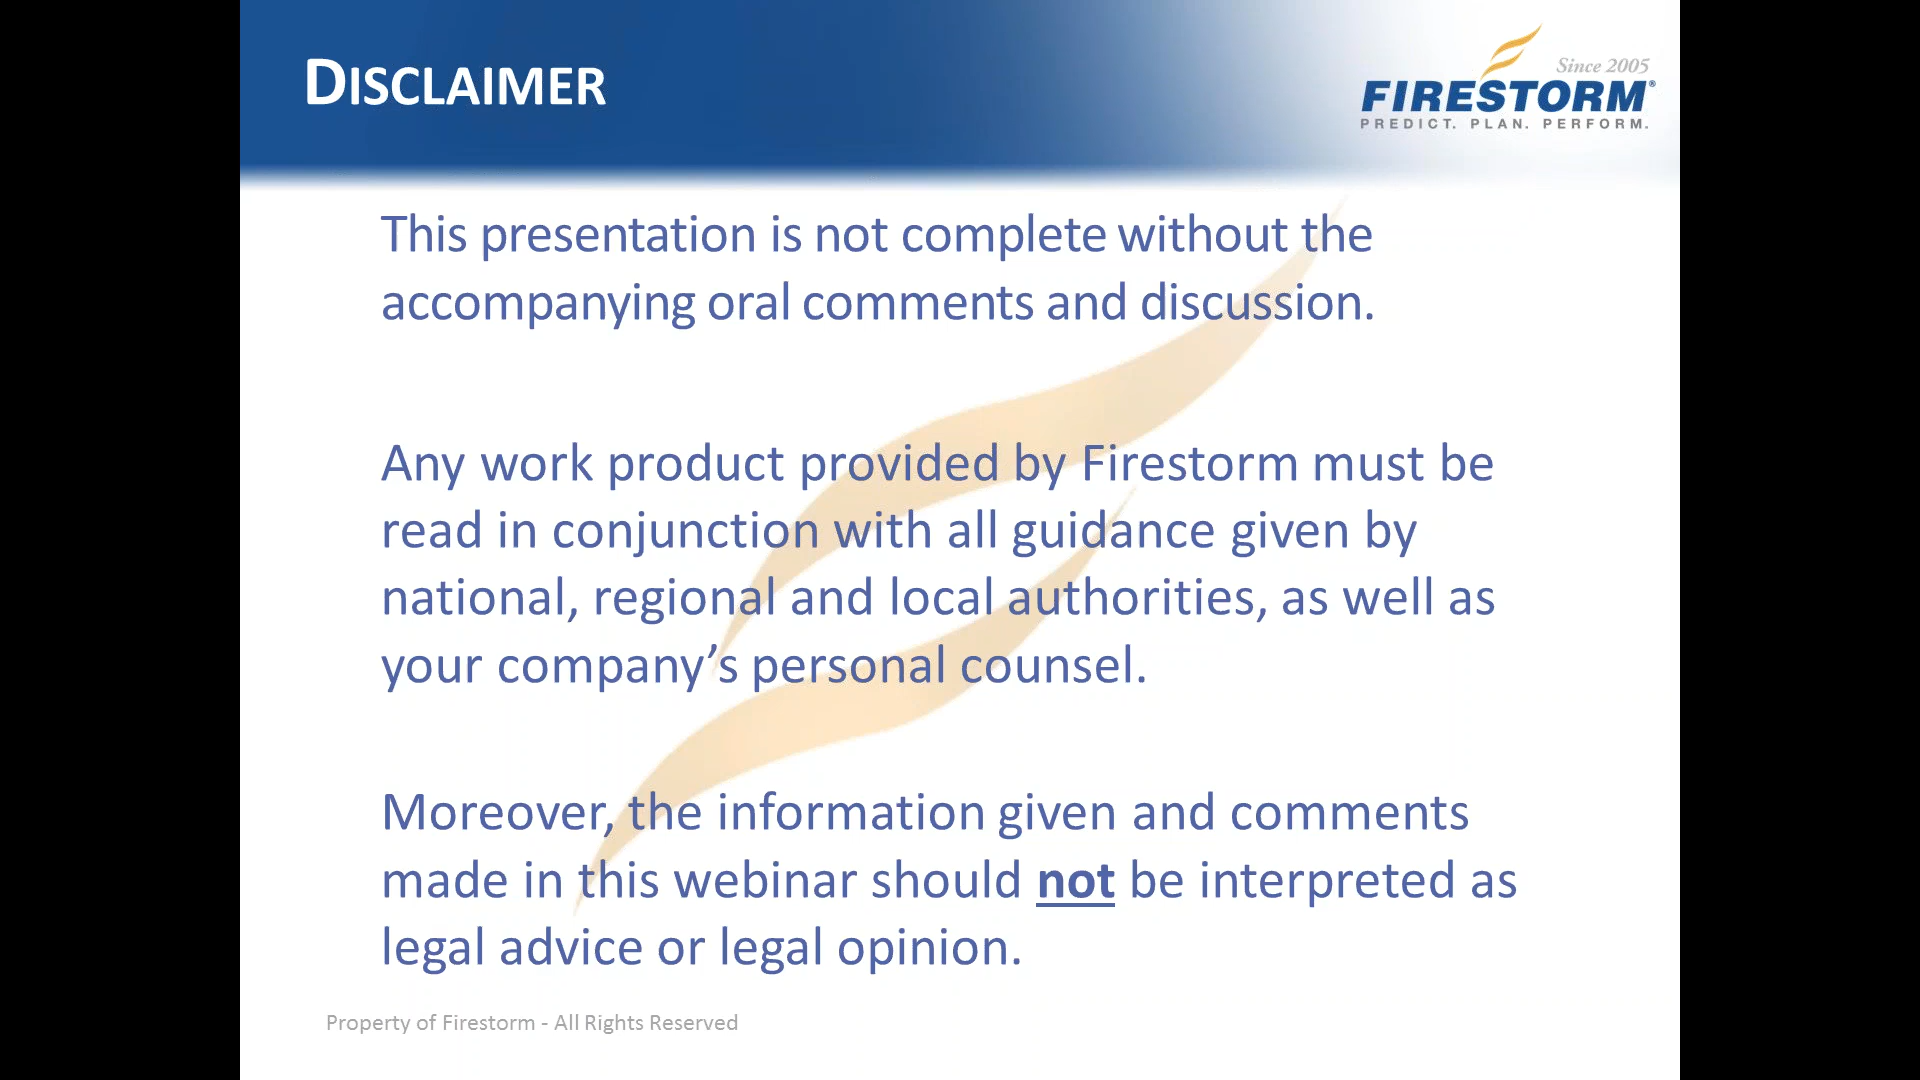 DISCLAIMER
Since 2005
FIRESTORM®
PREDICT. PLAN. PERFORM.
This presentation is not complete without the
accompanying oral comments and discussion.
Any work product provided by Firestorm must be
read in conjunction with all guidance given by
national, regional and local authorities, as well as
your company’s personal counsel.
Moreover, the information given and comments
made in this webinar should not be interpreted as
legal advice or legal opinion.
Property of Firestorm - All Rights Reserved